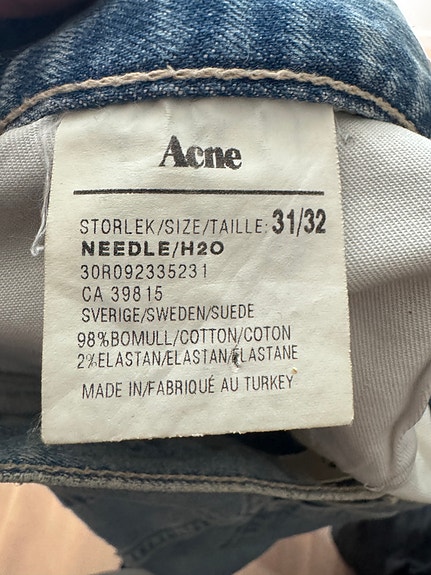 Acne
STORLEK/SIZE/TAILLE: 31/32
NEEDLE/H2O
30R092335231
CA 39815
SVERIGE/SWEDEN/SUEDE
98%BOMULL/COTTON/COTON
2%ELASTAN/ELASTAN/ELASTANE
MADE IN/FABRIQUÉ AU TURKEY